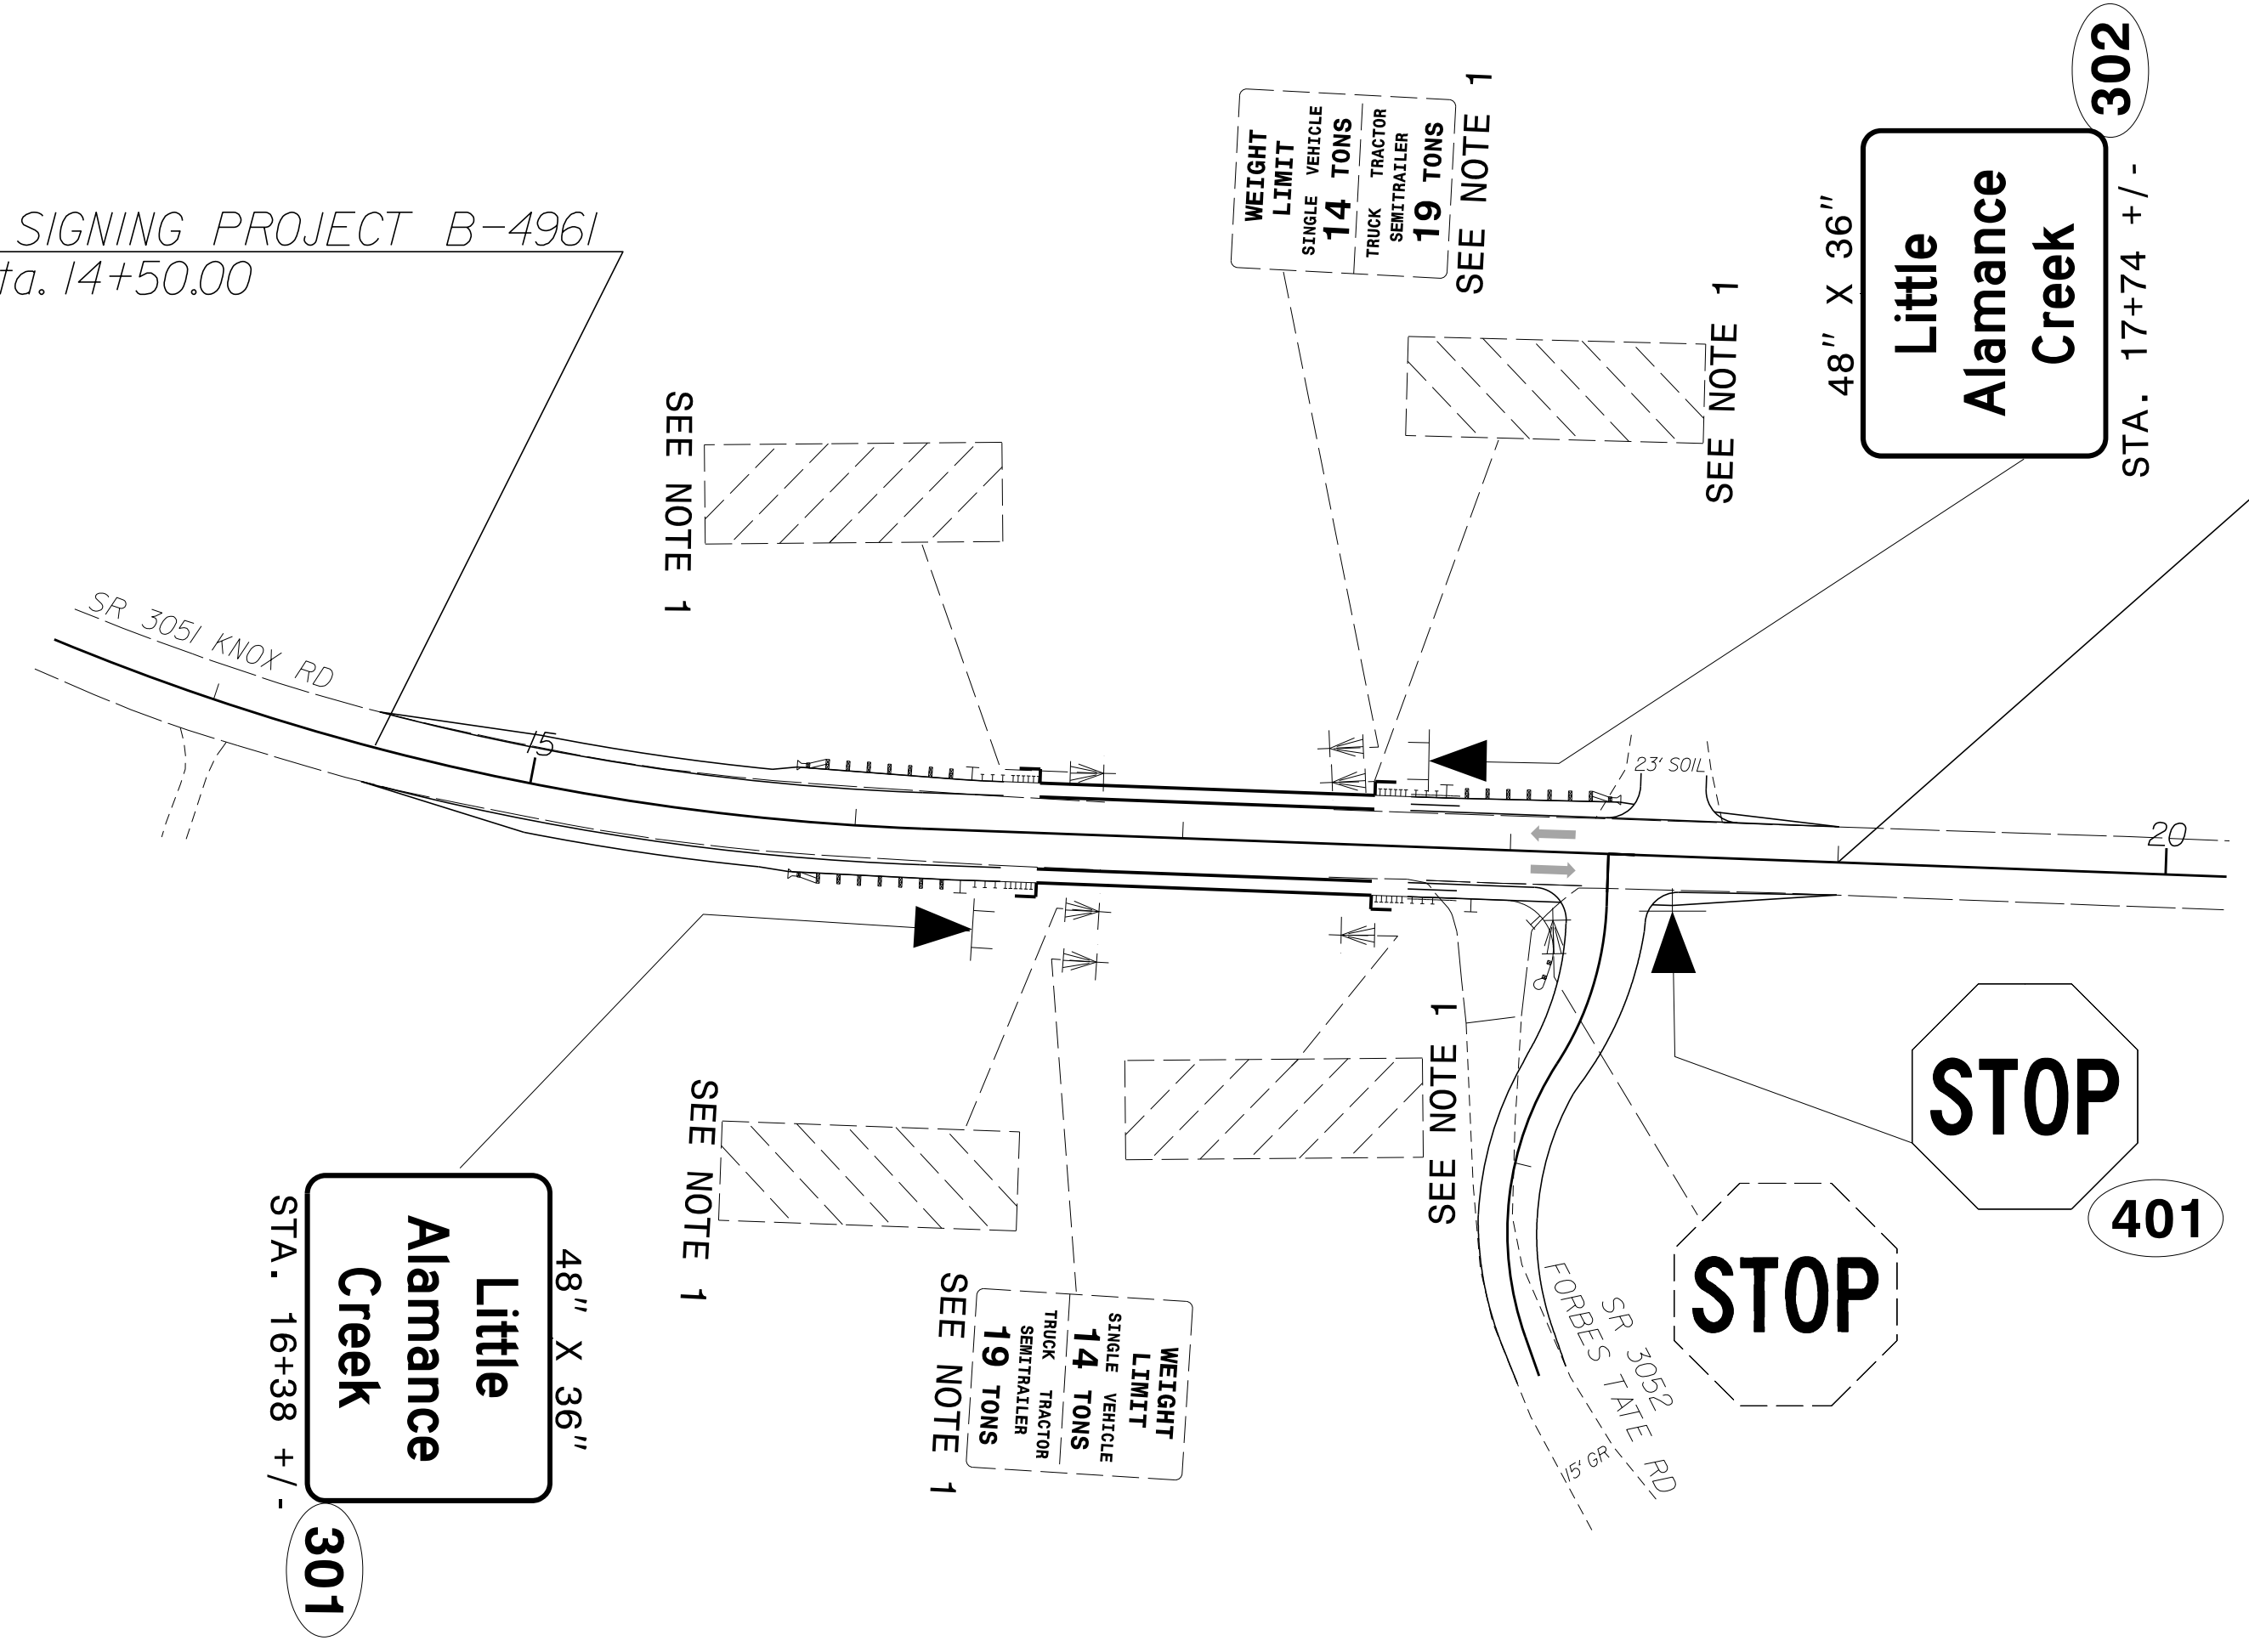 SIGNING PROJECT B-4961
ta. 14+50.00
WEIGHT
LIMIT
SINGLE VEHICLE
14 TONS
TRUCK TRACTOR
SEMITRAILER
19 TONS
SEE NOTE 1
302
48" X 36"
Little
Alamance
Creek
STA. 17+74 +/-
SEE NOTE 1
SEE NOTE 1
SR 3051 KNOX RD
15
23' SOIL
20
SEE NOTE 1
SEE NOTE 1
STOP
401
STOP
SR 3052
FORBES TATE RD
15' GR
48" X 36"
Little
Alamance
Creek
STA. 16+38 +/-
301
WEIGHT
LIMIT
SINGLE VEHICLE
14 TONS
TRUCK TRACTOR
SEMITRAILER
19 TONS
SEE NOTE 1